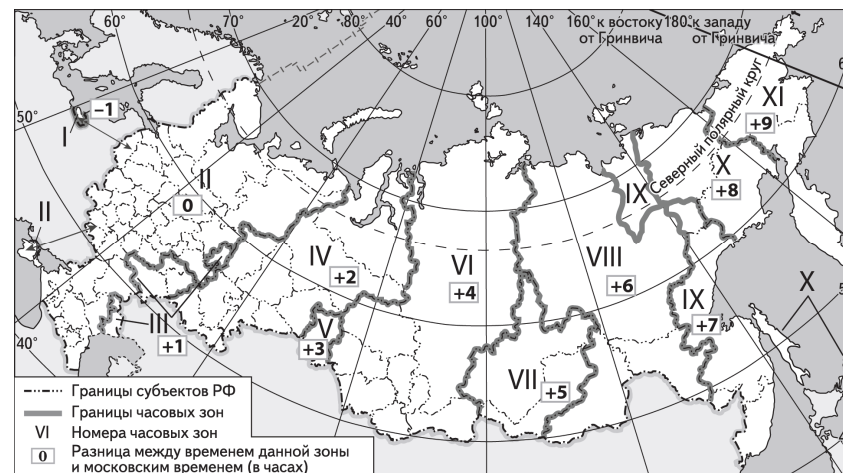 60° 70° 20° 80° 40° 60° 100° 140° 160° к востоку от Гринвича 180° к западу от Гринвича
50°
40°
60°
50°
Северный полярный круг
I
–1
II
II
0
III
+1
IV
+2
V
+3
VI
+4
VII
+5
VIII
+6
IX
IX
+7
X
+8
X
XI
+9
Границы субъектов РФ
Границы часовых зон
VI Номера часовых зон
0 Разница между временем данной зоны
и московским временем (в часах)